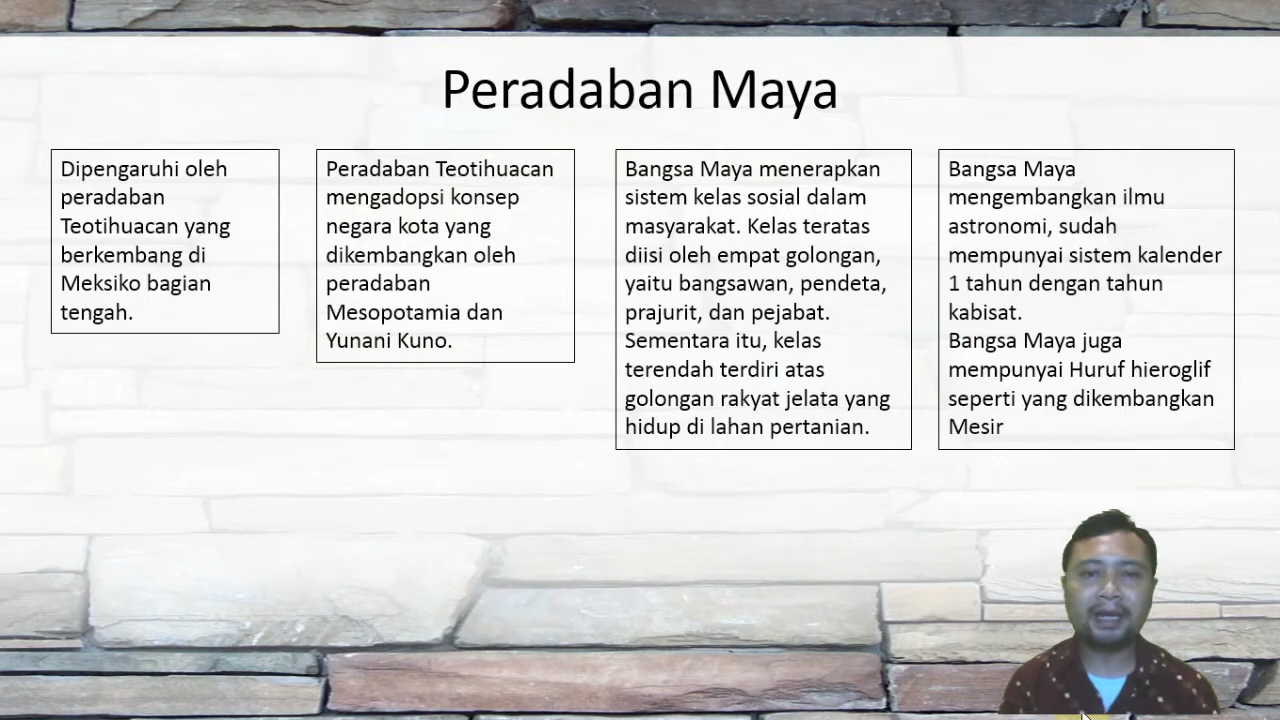 Peradaban Maya
Dipengaruhi oleh
peradaban
Teotihuacan yang
berkembang di
Meksiko bagian
tengah.
Peradaban Teotihuacan
mengadopsi konsep
negara kota yang
dikembangkan oleh
peradaban
Mesopotamia dan
Yunani Kuno.
Bangsa Maya menerapkan
sistem kelas sosial dalam
masyarakat. Kelas teratas
diisi oleh empat golongan,
yaitu bangsawan, pendeta,
prajurit, dan pejabat.
Sementara itu, kelas
terendah terdiri atas
golongan rakyat jelata yang
hidup di lahan pertanian.
Bangsa Maya
mengembangkan ilmu
astronomi, sudah
mempunyai sistem kalender
1 tahun dengan tahun
kabisat.
Bangsa Maya juga
mempunyai Huruf hieroglif
seperti yang dikembangkan
Mesir